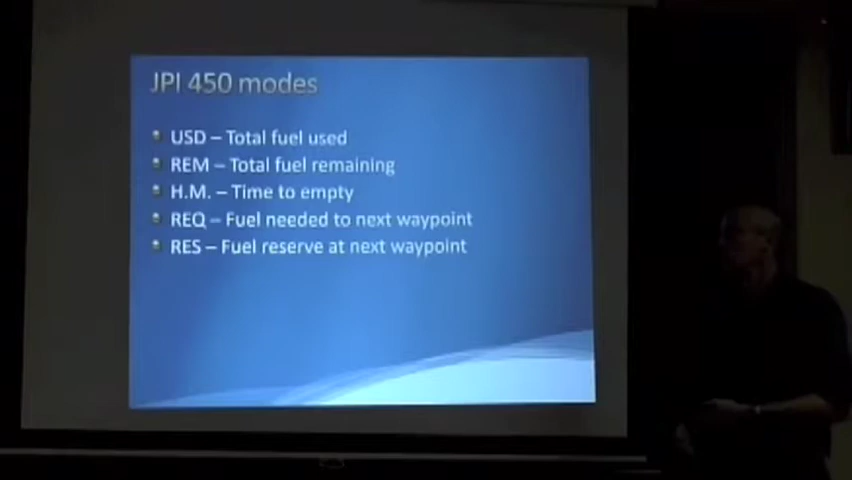 JPI 450 modes
USD – Total fuel used
REM – Total fuel remaining
H.M. – Time to empty
REQ – Fuel needed to next waypoint
RES – Fuel reserve at next waypoint